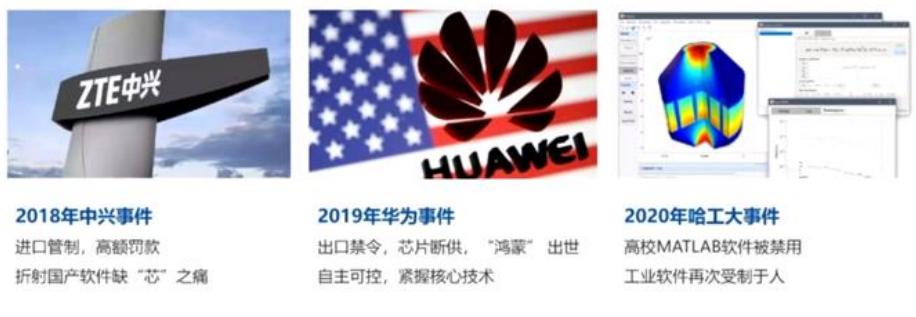 ZTE中兴
HUAWEI
2018年中兴事件
进口管制，高额罚款
折射国产软件缺“芯”之痛
2019年华为事件
出口禁令，芯片断供，“鸿蒙”出世
自主可控，紧握核心技术
2020年哈工大事件
高校MATLAB软件被禁用
工业软件再次受制于人